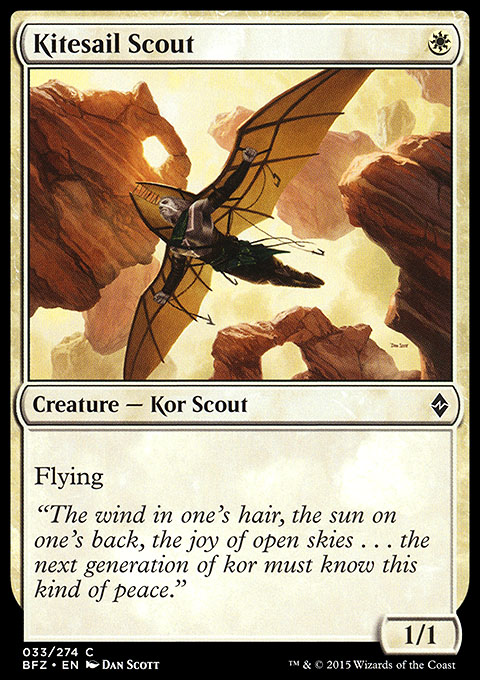 Kitesail Scout
Dan Scott
Creature — Kor Scout
Flying
“The wind in one’s hair, the sun on
one’s back, the joy of open skies . . . the
next generation of kor must know this
kind of peace.”
1/1
033/274 C
BFZ • EN Dan Scott
™ & © 2015 Wizards of the Coast